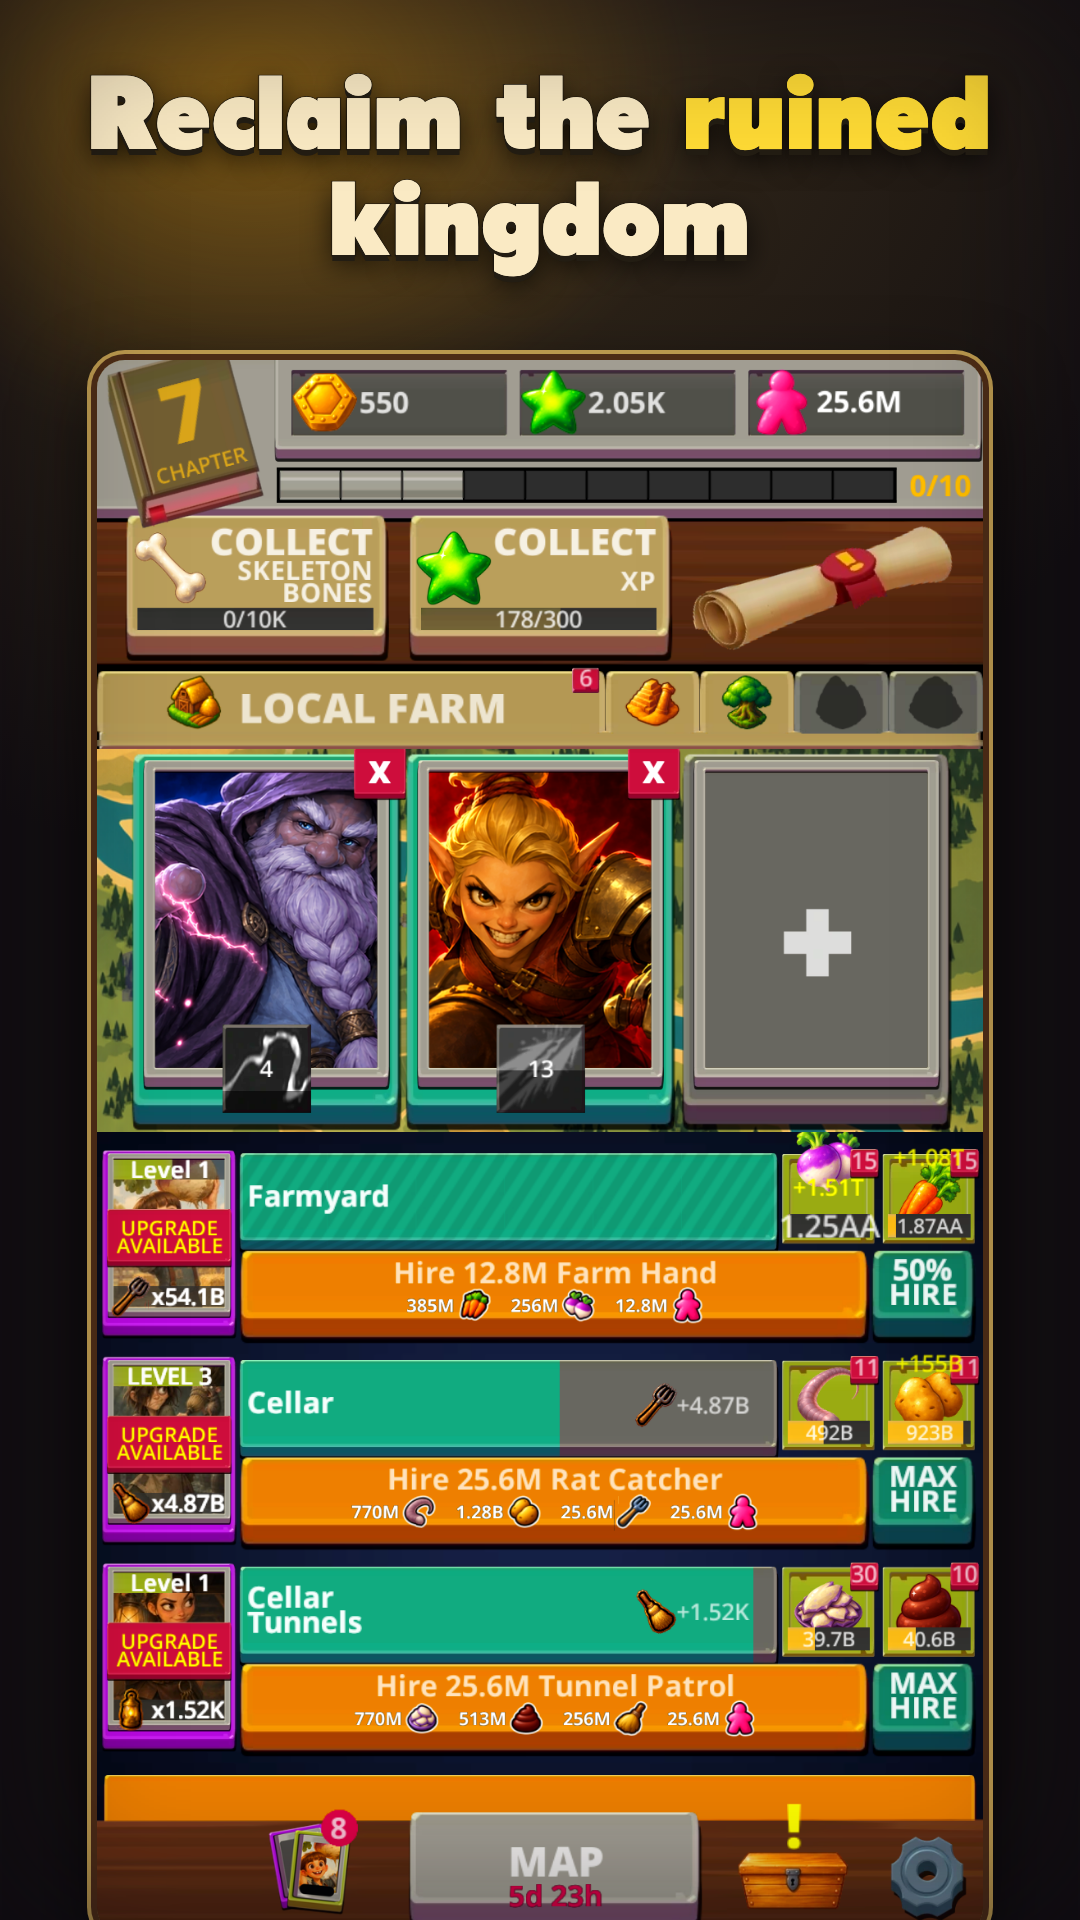 Reclaim the ruined
kingdom
7
CHAPTER
550
2.05K
25.6M
0/10
COLLECT
SKELETON
BONES
0/10K
COLLECT
XP
178/300
LOCAL FARM
6
X
X
4
13
Level 1
UPGRADE
AVAILABLE
x54.1B
Farmyard
15
+1.51T
1.25AA
+1.08T
15
1.87AA
Hire 12.8M Farm Hand
385M
256M
12.8M
50%
HIRE
LEVEL 3
UPGRADE
AVAILABLE
x4.87B
Cellar
+4.87B
11
492B
+155B
11
923B
Hire 25.6M Rat Catcher
770M
1.28B
25.6M
25.6M
MAX
HIRE
Level 1
UPGRADE
AVAILABLE
x1.52K
Cellar
Tunnels
+1.52K
30
39.7B
10
40.6B
Hire 25.6M Tunnel Patrol
770M
513M
256M
25.6M
MAX
HIRE
8
MAP
5d 23h
!